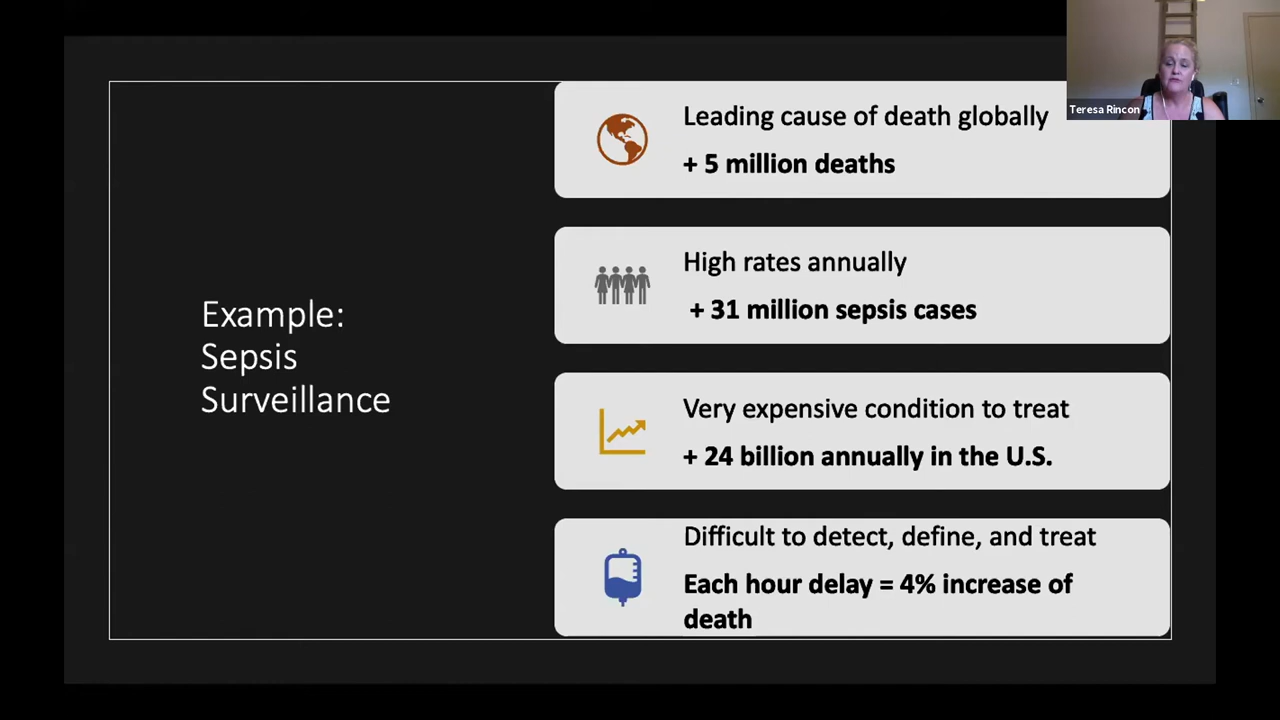 Example:
Sepsis
Surveillance
Leading cause of death globally
+ 5 million deaths
High rates annually
+ 31 million sepsis cases
Very expensive condition to treat
+ 24 billion annually in the U.S.
Difficult to detect, define, and treat
Each hour delay = 4% increase of
death
Teresa Rincon